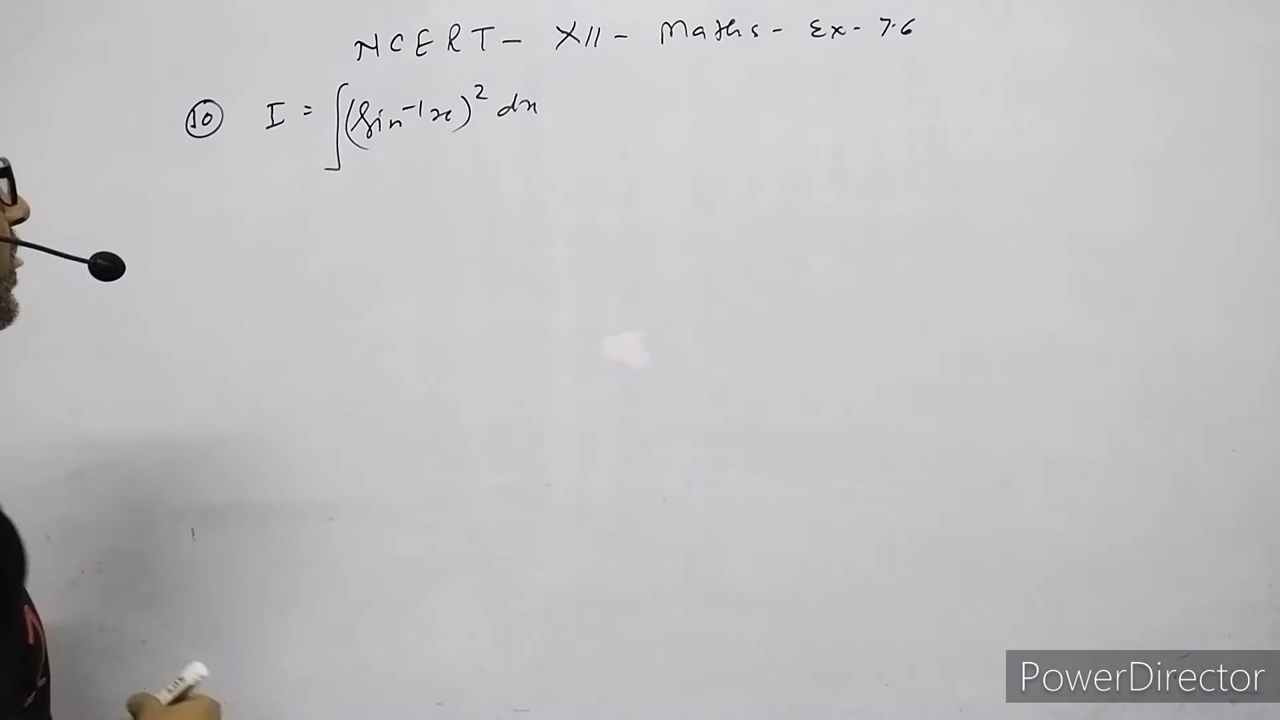 NCERT - XII - Maths - Ex - 7.6
(10) I = ∫(Sin⁻¹x)² dx
PowerDirector